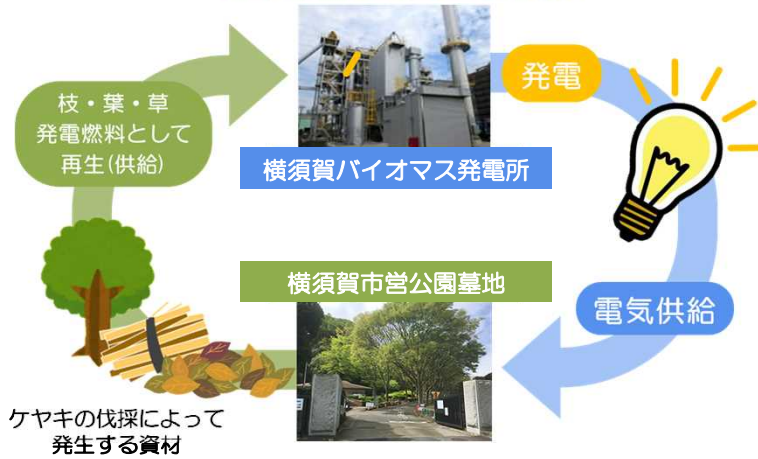 枝・葉・草
発電燃料として
再生(供給)
発電
横須賀バイオマス発電所
横須賀市営公園墓地
電気供給
ケヤキの伐採によって
発生する資材